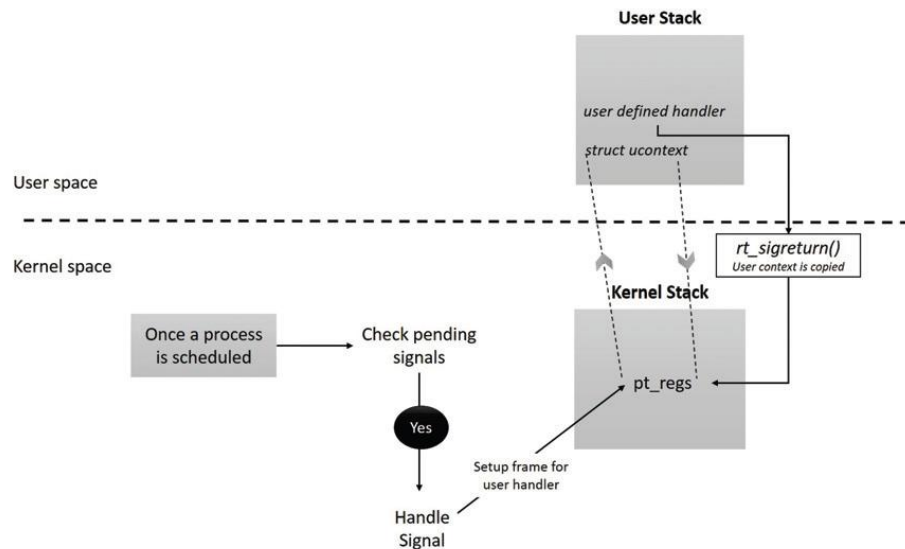 User Stack
user defined handler
struct ucontext
User space
rt_sigreturn()
User context is copied
Kernel space
Kernel Stack
Once a process
is scheduled
Check pending
signals
pt_regs
Yes
Setup frame for
user handler
Handle
Signal